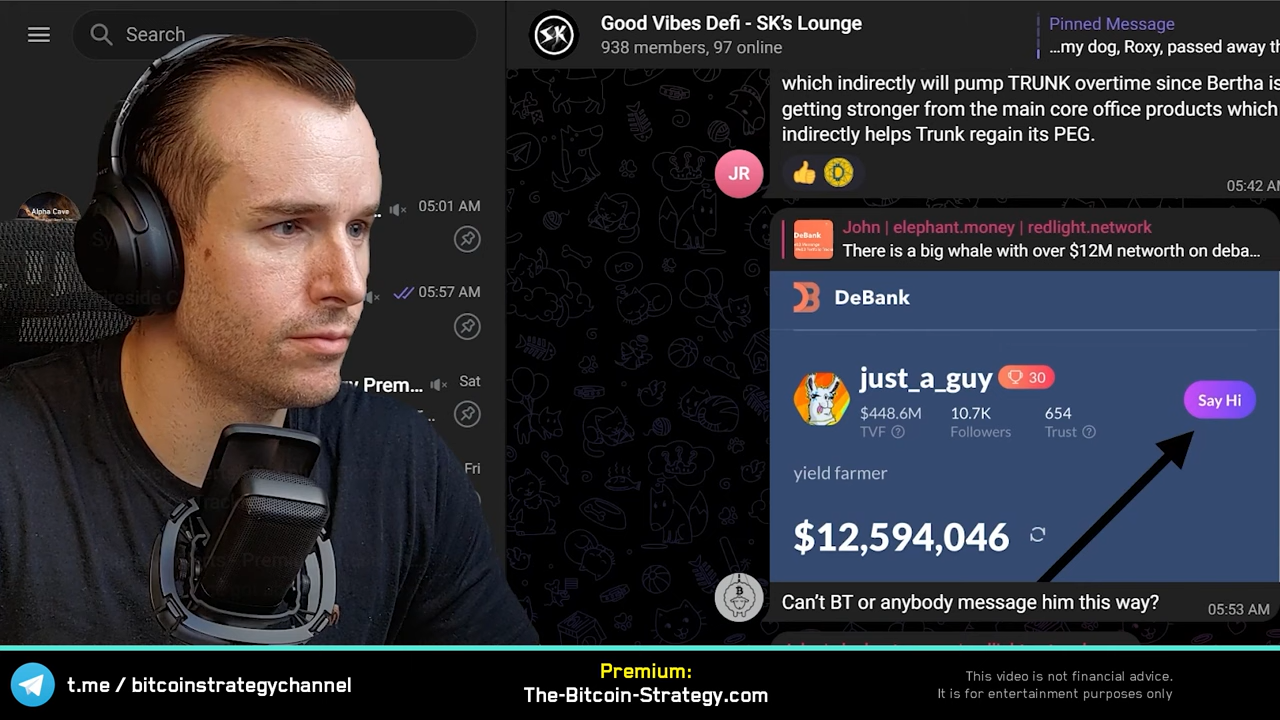 Search
SK
Good Vibes Defi - SK's Lounge
938 members, 97 online
Pinned Message
...my dog, Roxy, passed away th
which indirectly will pump TRUNK overtime since Bertha is
getting stronger from the main core office products which
indirectly helps Trunk regain its PEG.
JR
05:42 AM
Alpha Cave
05:01 AM
05:57 AM
y Prem...
Sat
Fri
DeBank
John | elephant.money | redlight.network
There is a big whale with over $12M networth on deba...
DeBank
just_a_guy
30
$448.6M
10.7K
654
TVF
Followers
Trust
Say Hi
yield farmer
$12,594,046
Can't BT or anybody message him this way?
05:53 AM
t.me / bitcoinstrategychannel
Premium:
The-Bitcoin-Strategy.com
This video is not financial advice.
It is for entertainment purposes only